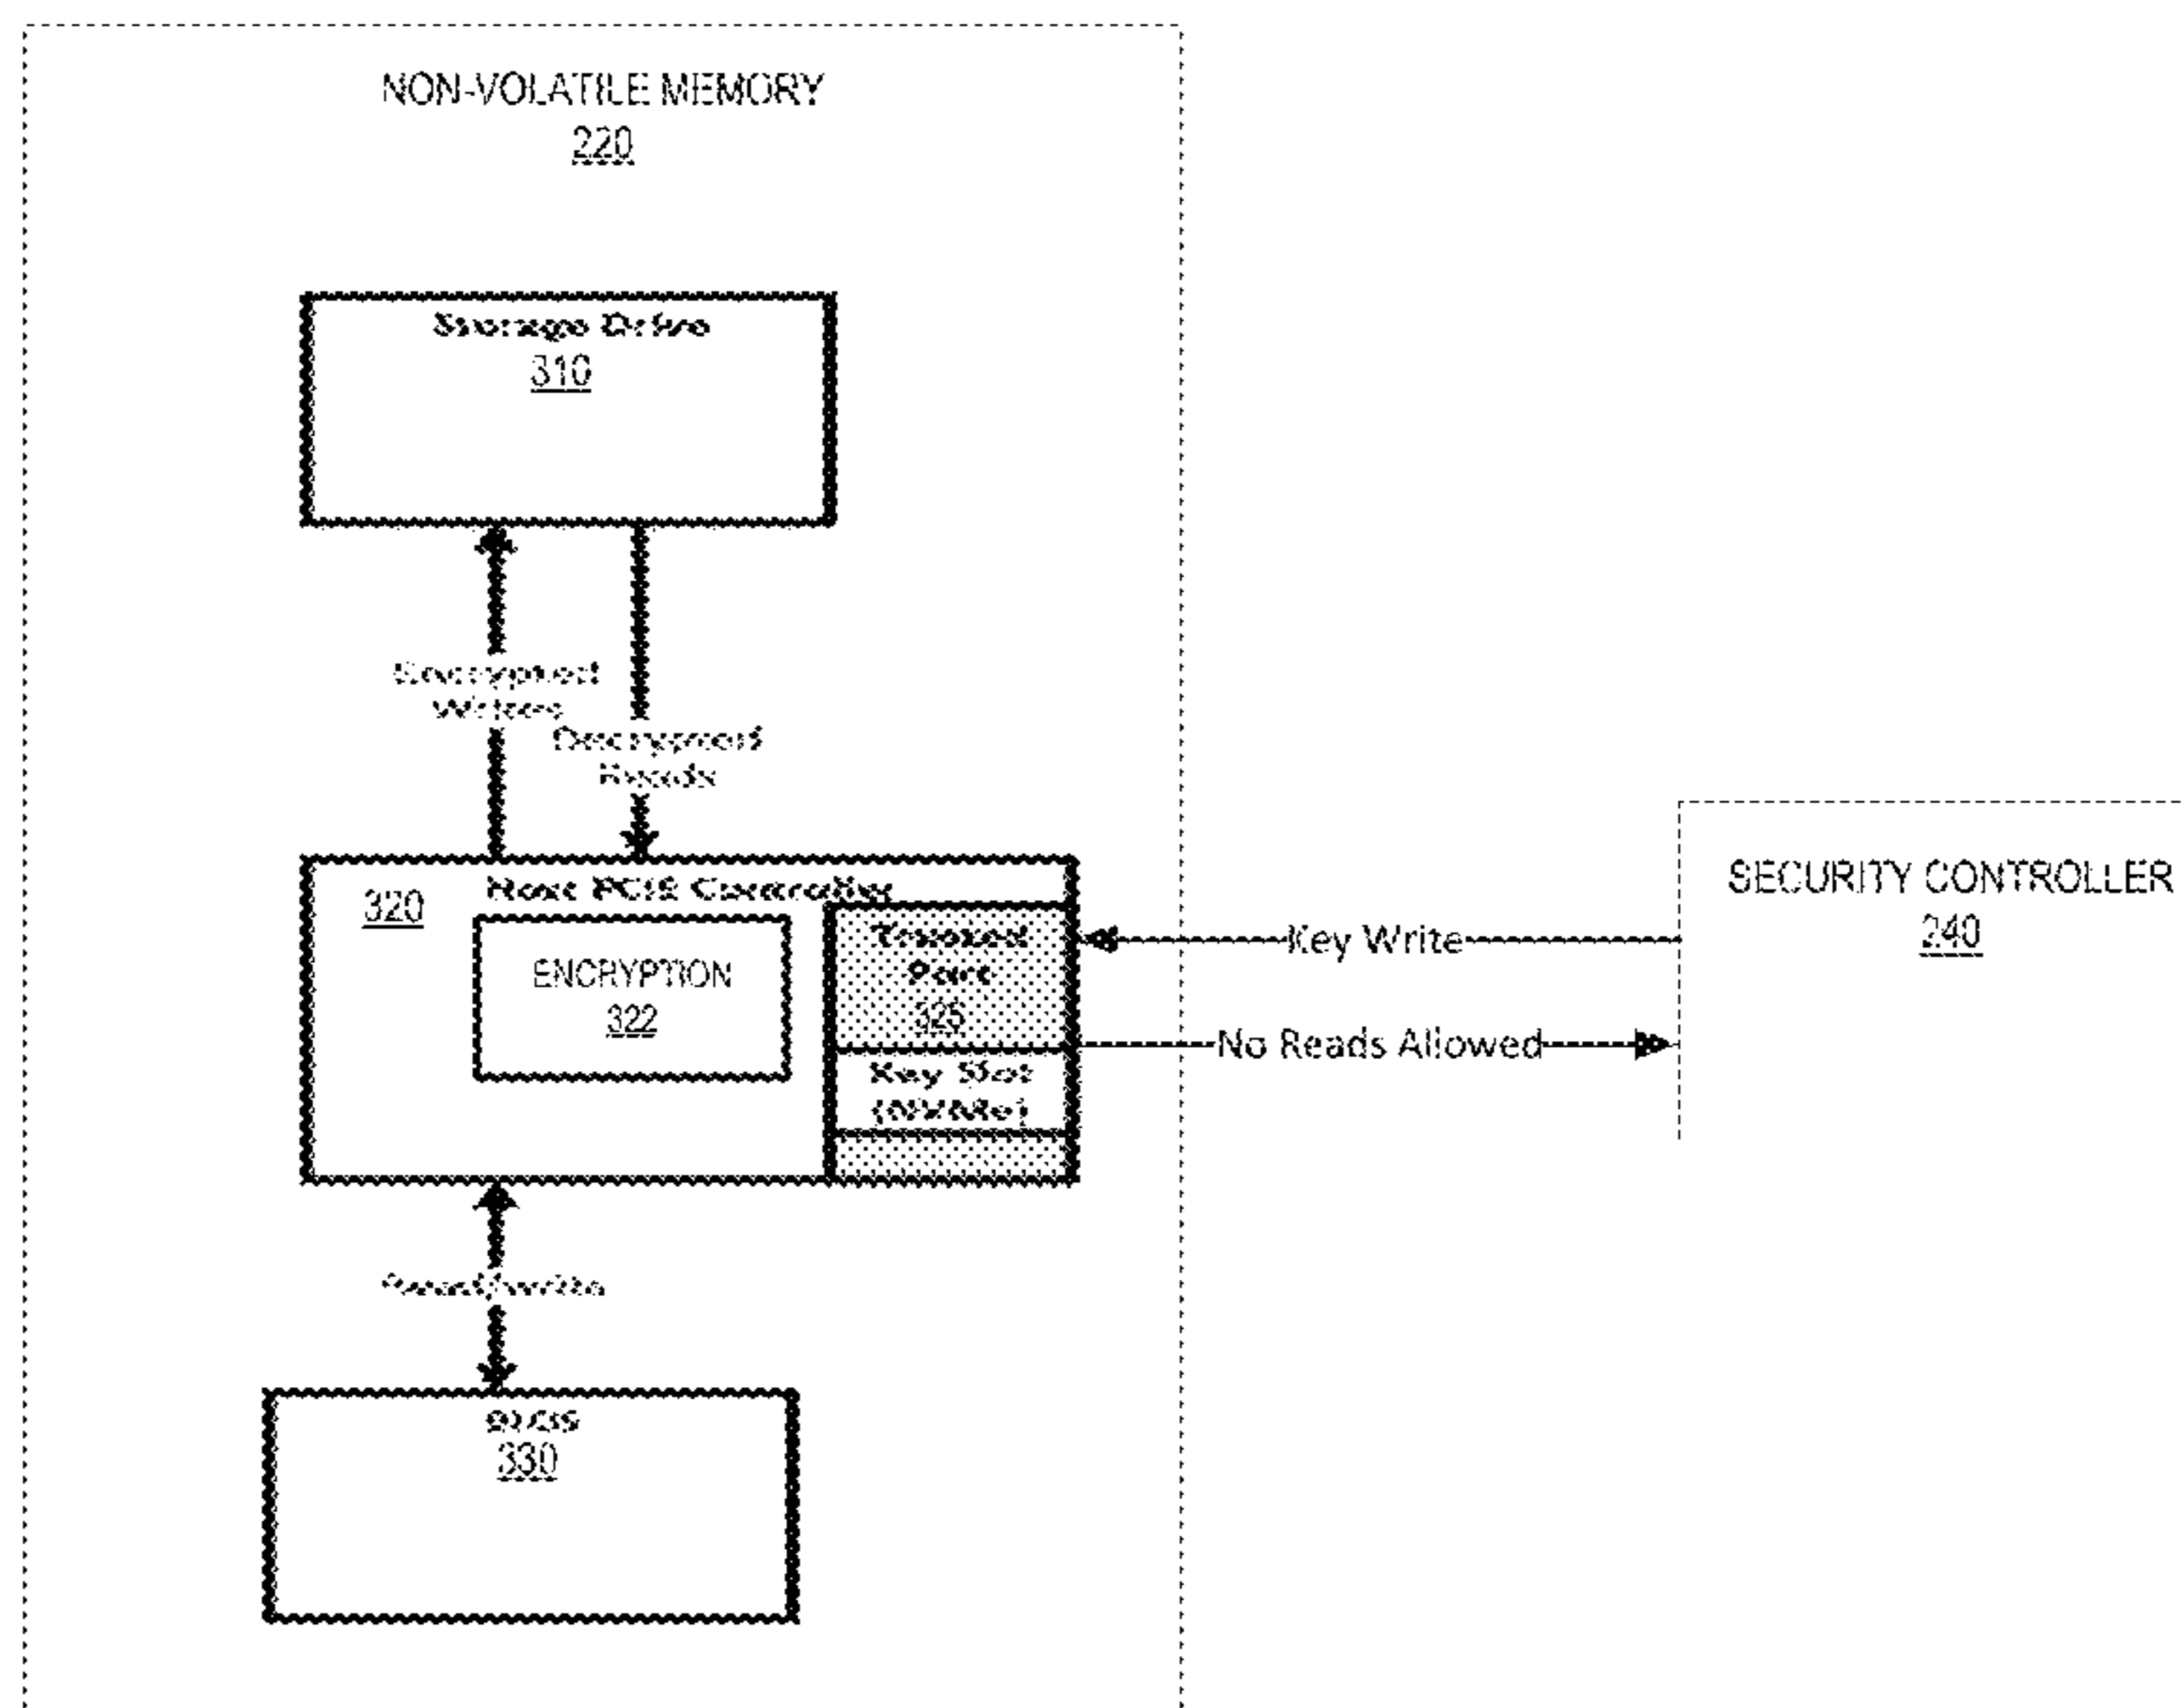 NON-VOLATILE MEMORY
220
Storage Drive
310
Encrypted
Writes
Decrypted
Reads
320
Host PCIE Controller
ENCRYPTION
322
Trusted
Port
325
Key Slot
(NVMe)
Key Write
No Reads Allowed
SECURITY CONTROLLER
240
Read/write
330